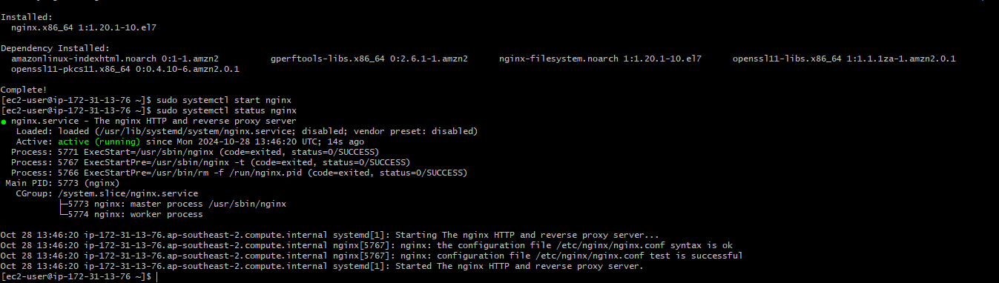 Installed:
  nginx.x86_64 1:1.20.1-10.el7
Dependency Installed:
  amazonlinux-indexhtml.noarch 0:1-1.amzn2          gperftools-libs.x86_64 0:2.6.1-1.amzn2      nginx-filesystem.noarch 1:1.20.1-10.el7      openssl11-libs.x86_64 1:1.1.1za-1.amzn2.0.1
  openssl11-pkcs11.x86_64 0:0.4.10-6.amzn2.0.1
Complete!
[ec2-user@ip-172-31-13-76 ~]$ sudo systemctl start nginx
[ec2-user@ip-172-31-13-76 ~]$ sudo systemctl status nginx
● nginx.service - The nginx HTTP and reverse proxy server
   Loaded: loaded (/usr/lib/systemd/system/nginx.service; disabled; vendor preset: disabled)
   Active: active (running) since Mon 2024-10-28 13:46:20 UTC; 14s ago
  Process: 5771 ExecStart=/usr/sbin/nginx (code=exited, status=0/SUCCESS)
  Process: 5767 ExecStartPre=/usr/sbin/nginx -t (code=exited, status=0/SUCCESS)
  Process: 5766 ExecStartPre=/usr/bin/rm -f /run/nginx.pid (code=exited, status=0/SUCCESS)
 Main PID: 5773 (nginx)
   CGroup: /system.slice/nginx.service
           ├─5773 nginx: master process /usr/sbin/nginx
           └─5774 nginx: worker process
Oct 28 13:46:20 ip-172-31-13-76.ap-southeast-2.compute.internal systemd[1]: Starting The nginx HTTP and reverse proxy server...
Oct 28 13:46:20 ip-172-31-13-76.ap-southeast-2.compute.internal nginx[5767]: nginx: the configuration file /etc/nginx/nginx.conf syntax is ok
Oct 28 13:46:20 ip-172-31-13-76.ap-southeast-2.compute.internal nginx[5767]: nginx: configuration file /etc/nginx/nginx.conf test is successful
Oct 28 13:46:20 ip-172-31-13-76.ap-southeast-2.compute.internal systemd[1]: Started The nginx HTTP and reverse proxy server.
[ec2-user@ip-172-31-13-76 ~]$